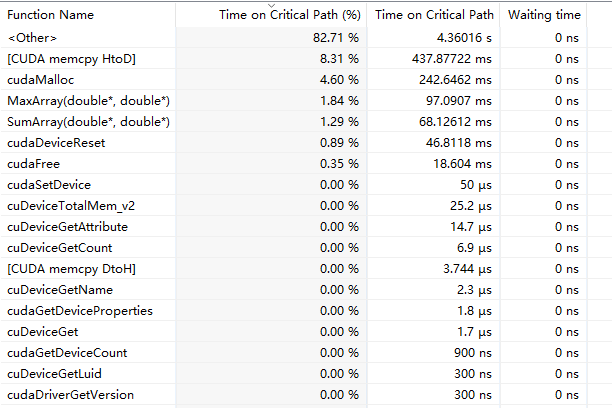 Function Name Time on Critical Path (%) Time on Critical Path Waiting time
<Other> 82.71 % 4.36016 s 0 ns
[CUDA memcpy HtoD] 8.31 % 437.87722 ms 0 ns
cudaMalloc 4.60 % 242.6462 ms 0 ns
MaxArray(double*, double*) 1.84 % 97.0907 ms 0 ns
SumArray(double*, double*) 1.29 % 68.12612 ms 0 ns
cudaDeviceReset 0.89 % 46.8118 ms 0 ns
cudaFree 0.35 % 18.604 ms 0 ns
cudaSetDevice 0.00 % 50 µs 0 ns
cuDeviceTotalMem_v2 0.00 % 25.2 µs 0 ns
cuDeviceGetAttribute 0.00 % 14.7 µs 0 ns
cuDeviceGetCount 0.00 % 6.9 µs 0 ns
[CUDA memcpy DtoH] 0.00 % 3.744 µs 0 ns
cuDeviceGetName 0.00 % 2.3 µs 0 ns
cudaGetDeviceProperties 0.00 % 1.8 µs 0 ns
cuDeviceGet 0.00 % 1.7 µs 0 ns
cudaGetDeviceCount 0.00 % 900 ns 0 ns
cuDeviceGetLuid 0.00 % 300 ns 0 ns
cudaDriverGetVersion 0.00 % 300 ns 0 ns